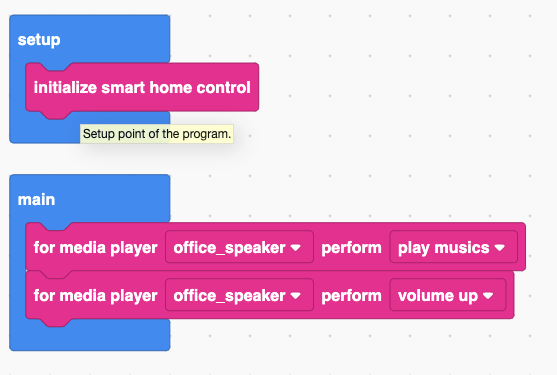 setup
initialize smart home control
Setup point of the program.
main
for media player office_speaker perform play musics
for media player office_speaker perform volume up